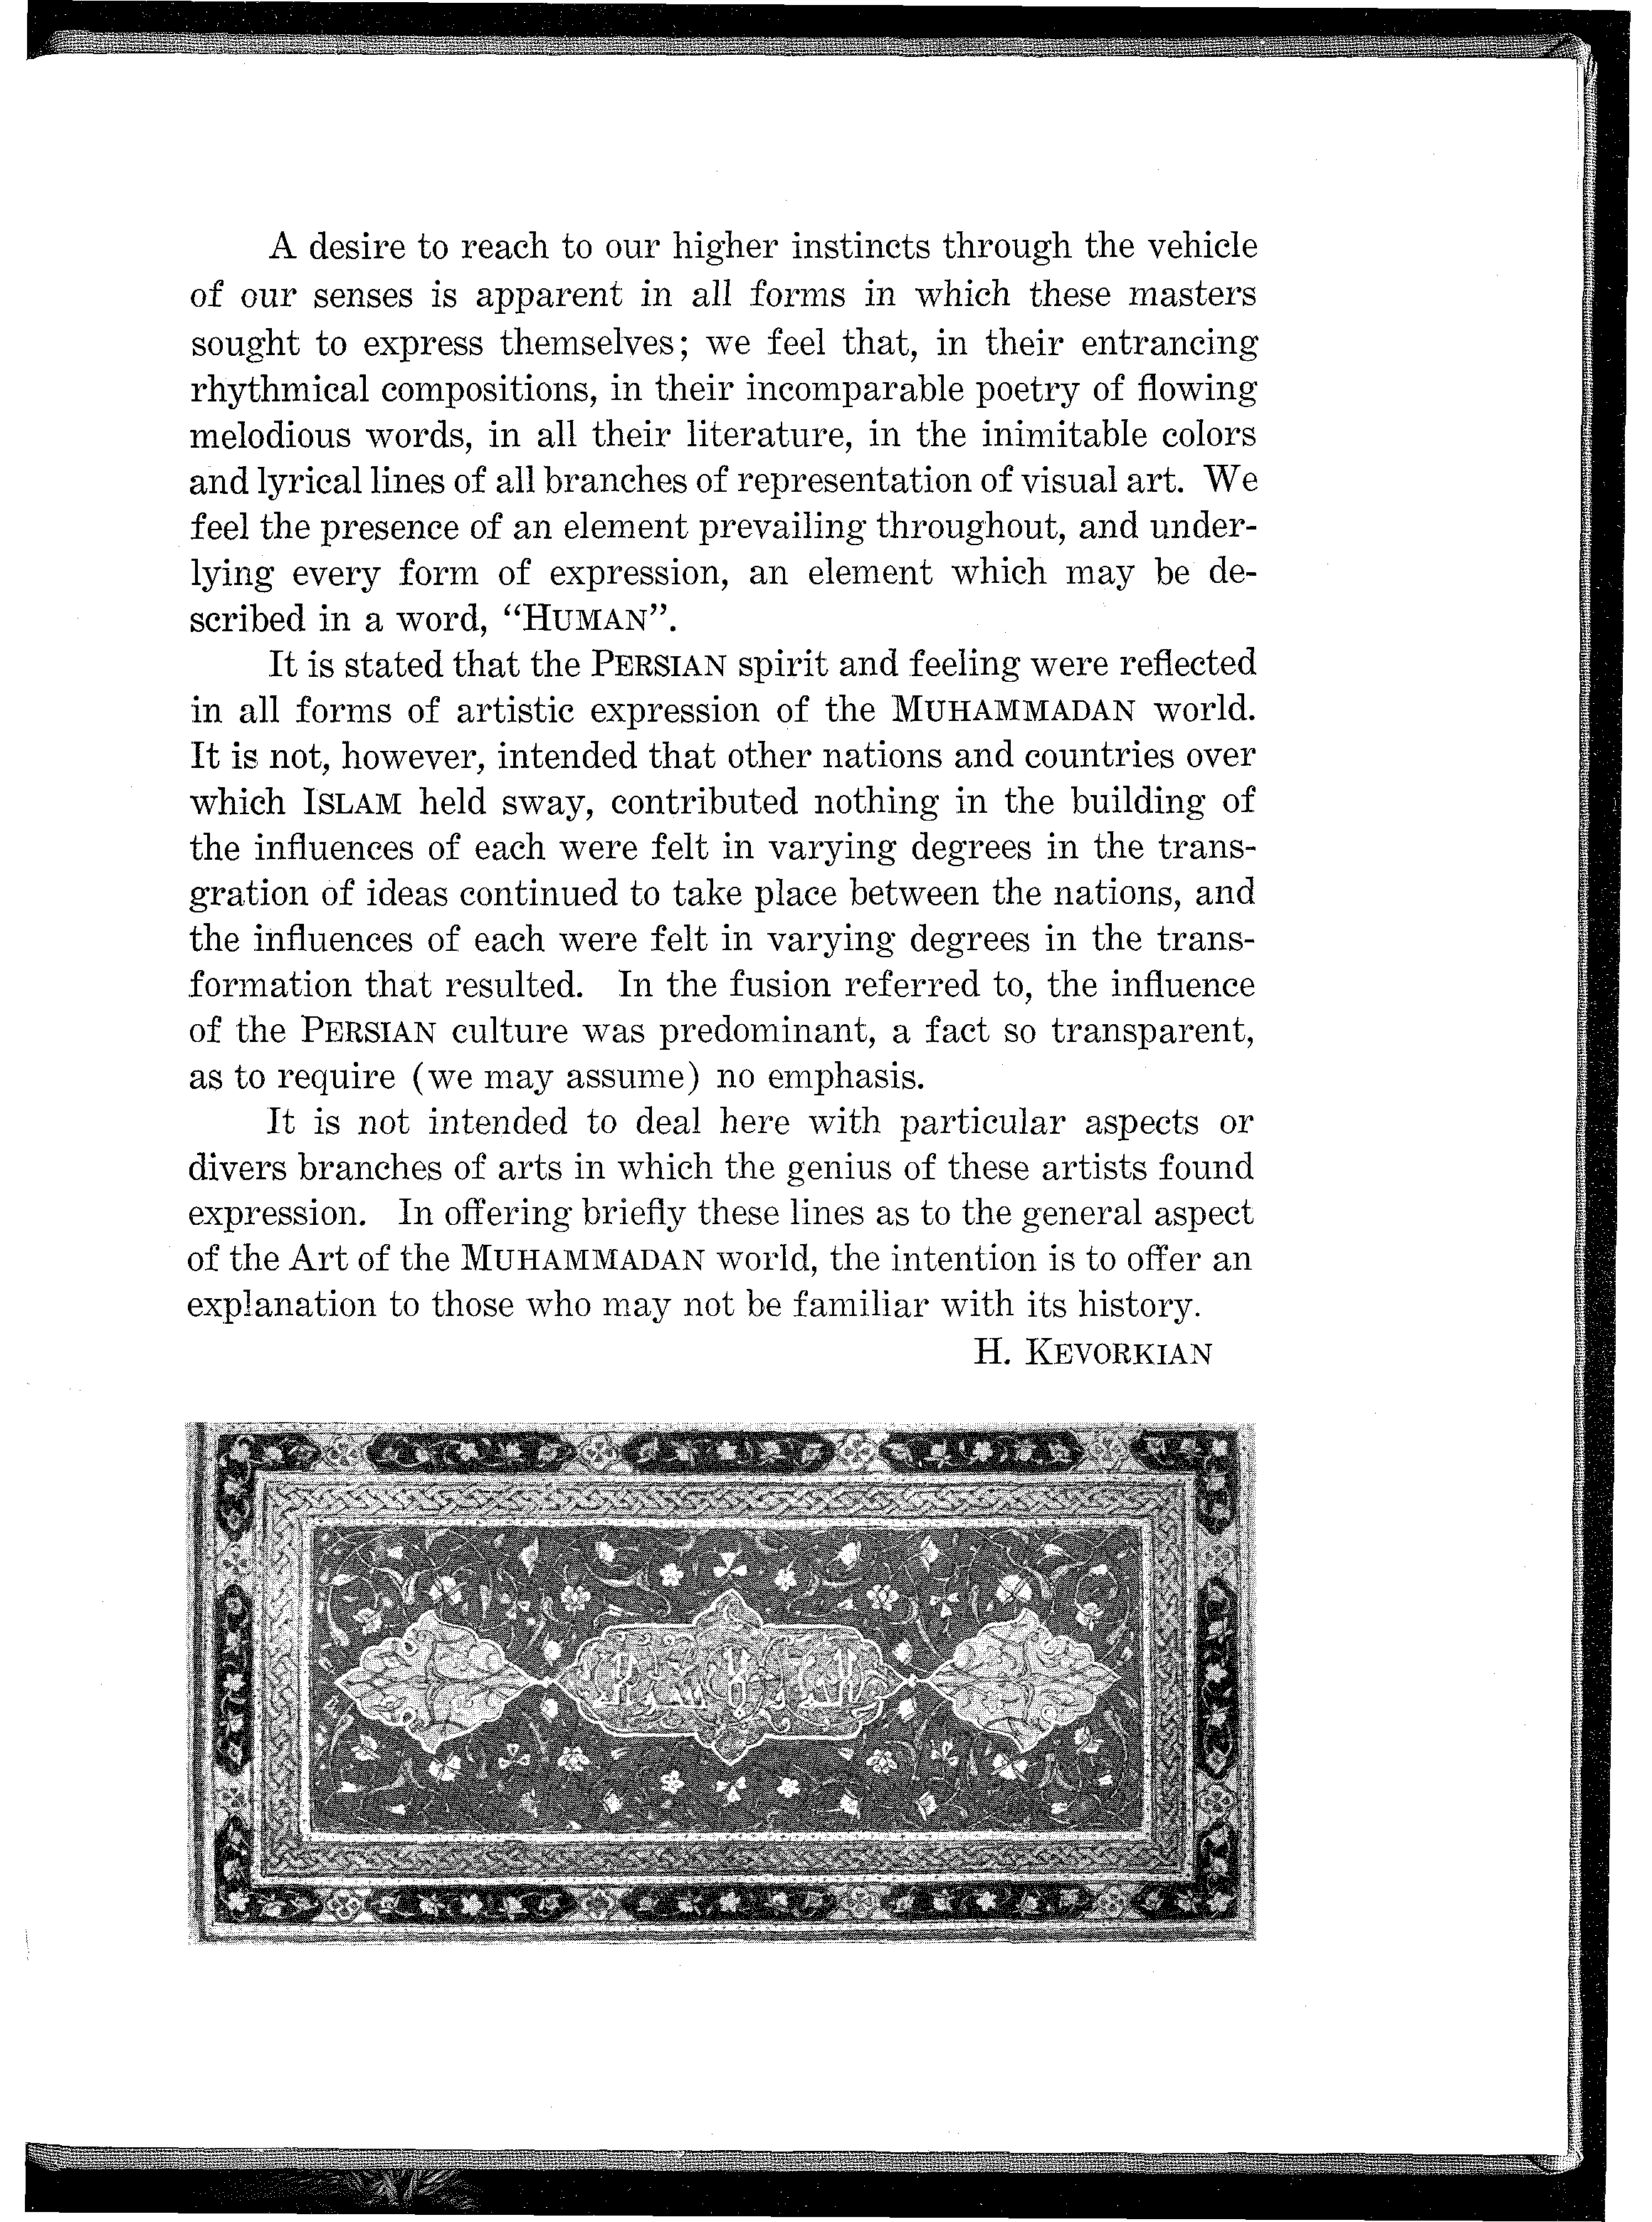 A desire to reach to our higher instincts through the vehicle
of our senses is apparent in all forms in which these masters
sought to express themselves; we feel that, in their entrancing
rhythmical compositions, in their incomparable poetry of flowing
melodious words, in all their literature, in the inimitable colors
and lyrical lines of all branches of representation of visual art. We
feel the presence of an element prevailing throughout, and under-
lying every form of expression, an element which may be de-
scribed in a word, “HUMAN”.
It is stated that the PERSIAN spirit and feeling were reflected
in all forms of artistic expression of the MUHAMMADAN world.
It is not, however, intended that other nations and countries over
which ISLAM held sway, contributed nothing in the building of
the influences of each were felt in varying degrees in the trans-
gration of ideas continued to take place between the nations, and
the influences of each were felt in varying degrees in the trans-
formation that resulted. In the fusion referred to, the influence
of the PERSIAN culture was predominant, a fact so transparent,
as to require (we may assume) no emphasis.
It is not intended to deal here with particular aspects or
divers branches of arts in which the genius of these artists found
expression. In offering briefly these lines as to the general aspect
of the Art of the MUHAMMADAN world, the intention is to offer an
explanation to those who may not be familiar with its history.
H. KEVORKIAN